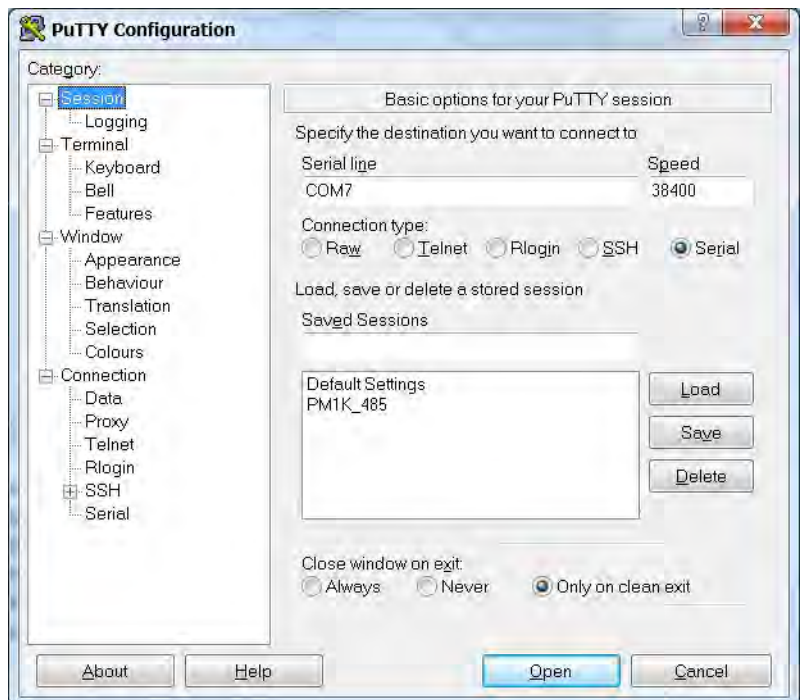 PuTTY Configuration
Category:
Session
Logging
Terminal
Keyboard
Bell
Features
Window
Appearance
Behaviour
Translation
Selection
Colours
Connection
Data
Proxy
Telnet
Rlogin
SSH
Serial
Basic options for your PuTTY session
Specify the destination you want to connect to
Serial line Speed
COM7 38400
Connection type:
Raw Telnet Rlogin SSH Serial
Load, save or delete a stored session
Saved Sessions
Default Settings
PM1K_485
Load
Save
Delete
Close window on exit:
Always Never Only on clean exit
About Help Open Cancel